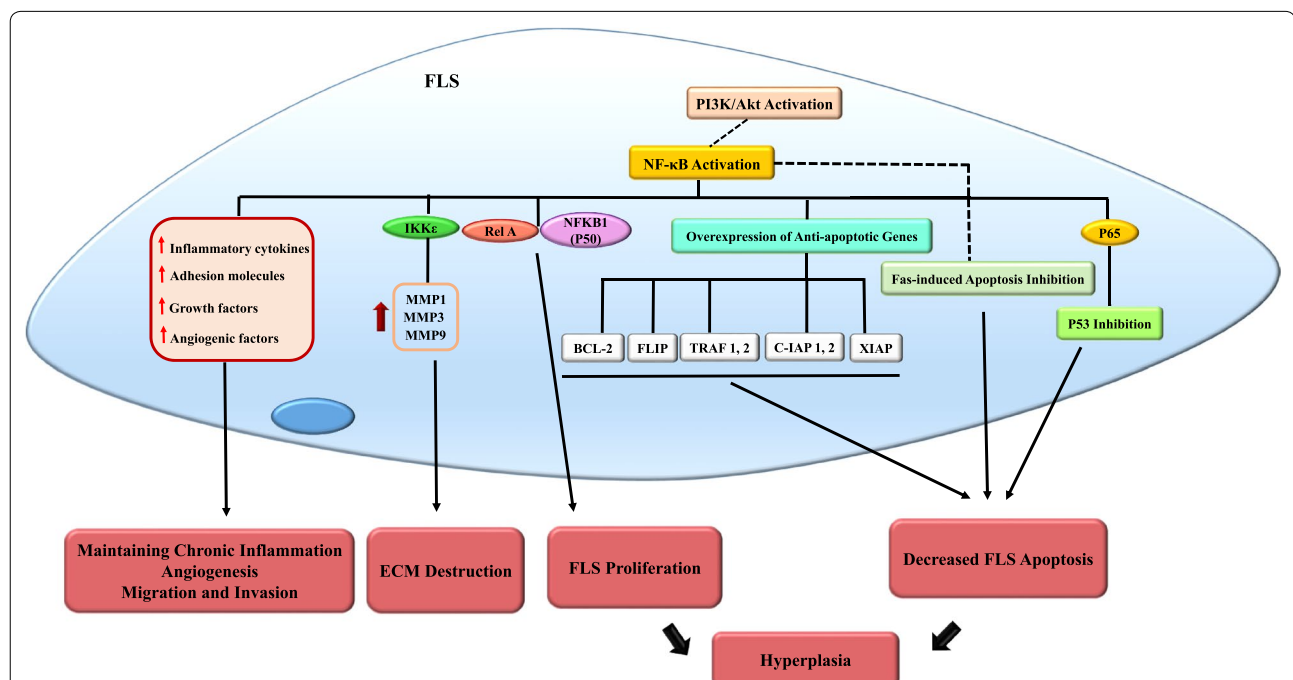 FLS
PI3K/Akt Activation
NF-κB Activation
Inflammatory cytokines
Adhesion molecules
Growth factors
Angiogenic factors
IKKε
MMP1
MMP3
MMP9
Rel A
NFKB1
(P50)
Overexpression of Anti-apoptotic Genes
BCL-2
FLIP
TRAF 1, 2
C-IAP 1, 2
XIAP
Fas-induced Apoptosis Inhibition
P65
P53 Inhibition
Maintaining Chronic Inflammation
Angiogenesis
Migration and Invasion
ECM Destruction
FLS Proliferation
Decreased FLS Apoptosis
Hyperplasia